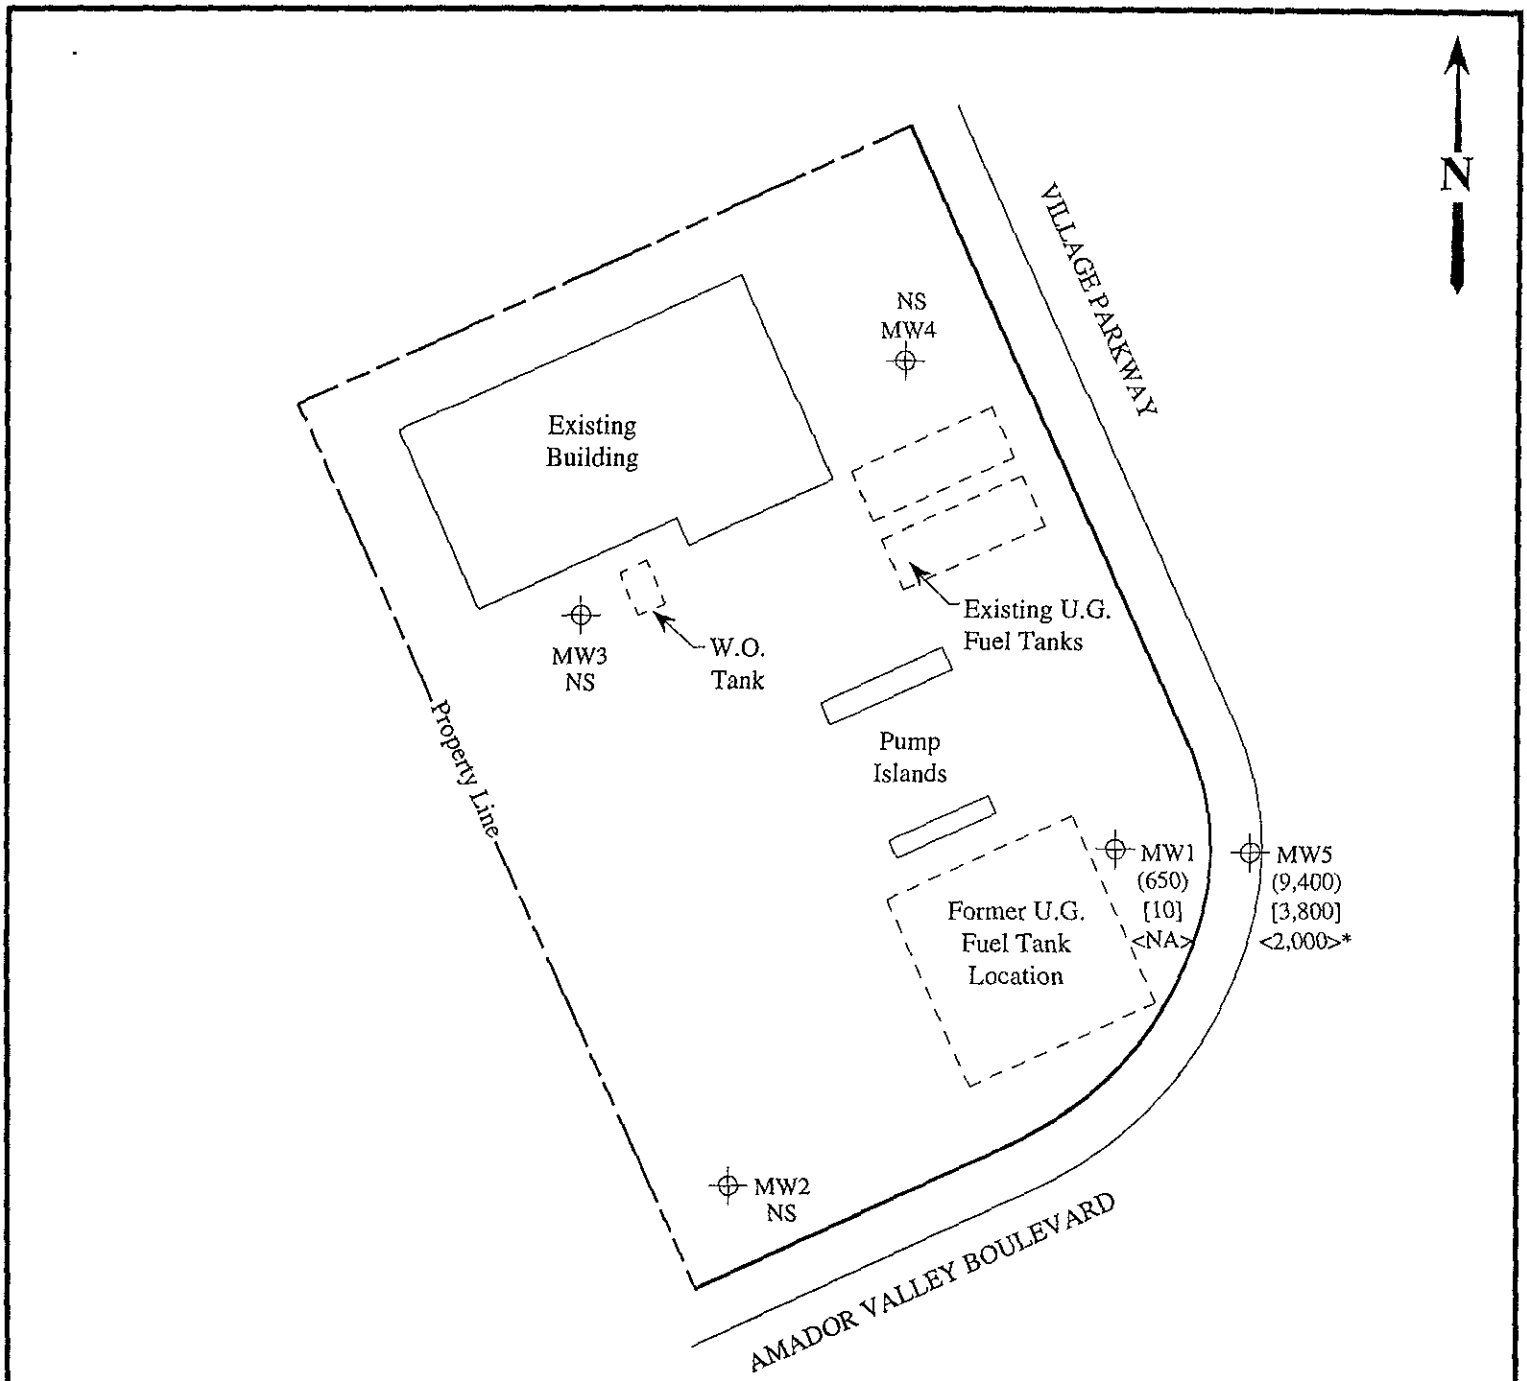 N
VILLAGE PARKWAY
NS
MW4
Existing
Building
Existing U.G.
Fuel Tanks
W.O.
Tank
MW3
NS
Property Line
Pump
Islands
MW1
(650)
[10]
<NA>
MW5
(9,400)
[3,800]
<2,000>*
Former U.G.
Fuel Tank
Location
MW2
NS
AMADOR VALLEY BOULEVARD